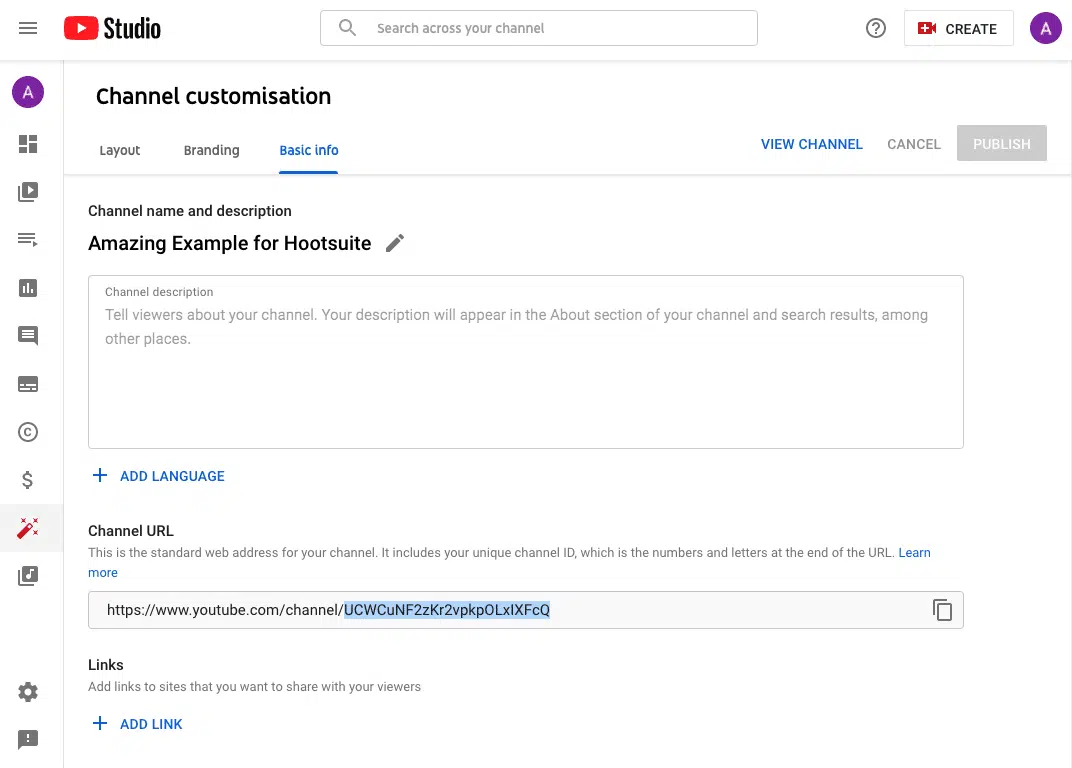 Studio
Search across your channel
CREATE
A
A
Channel customisation
Layout
Branding
Basic info
VIEW CHANNEL
CANCEL
PUBLISH
Channel name and description
Amazing Example for Hootsuite
Channel description
Tell viewers about your channel. Your description will appear in the About section of your channel and search results, among
other places.
ADD LANGUAGE
Channel URL
This is the standard web address for your channel. It includes your unique channel ID, which is the numbers and letters at the end of the URL. Learn
more
https://www.youtube.com/channel/UCWCuNF2zKr2vpkpOLxIXFcQ
Links
Add links to sites that you want to share with your viewers
ADD LINK